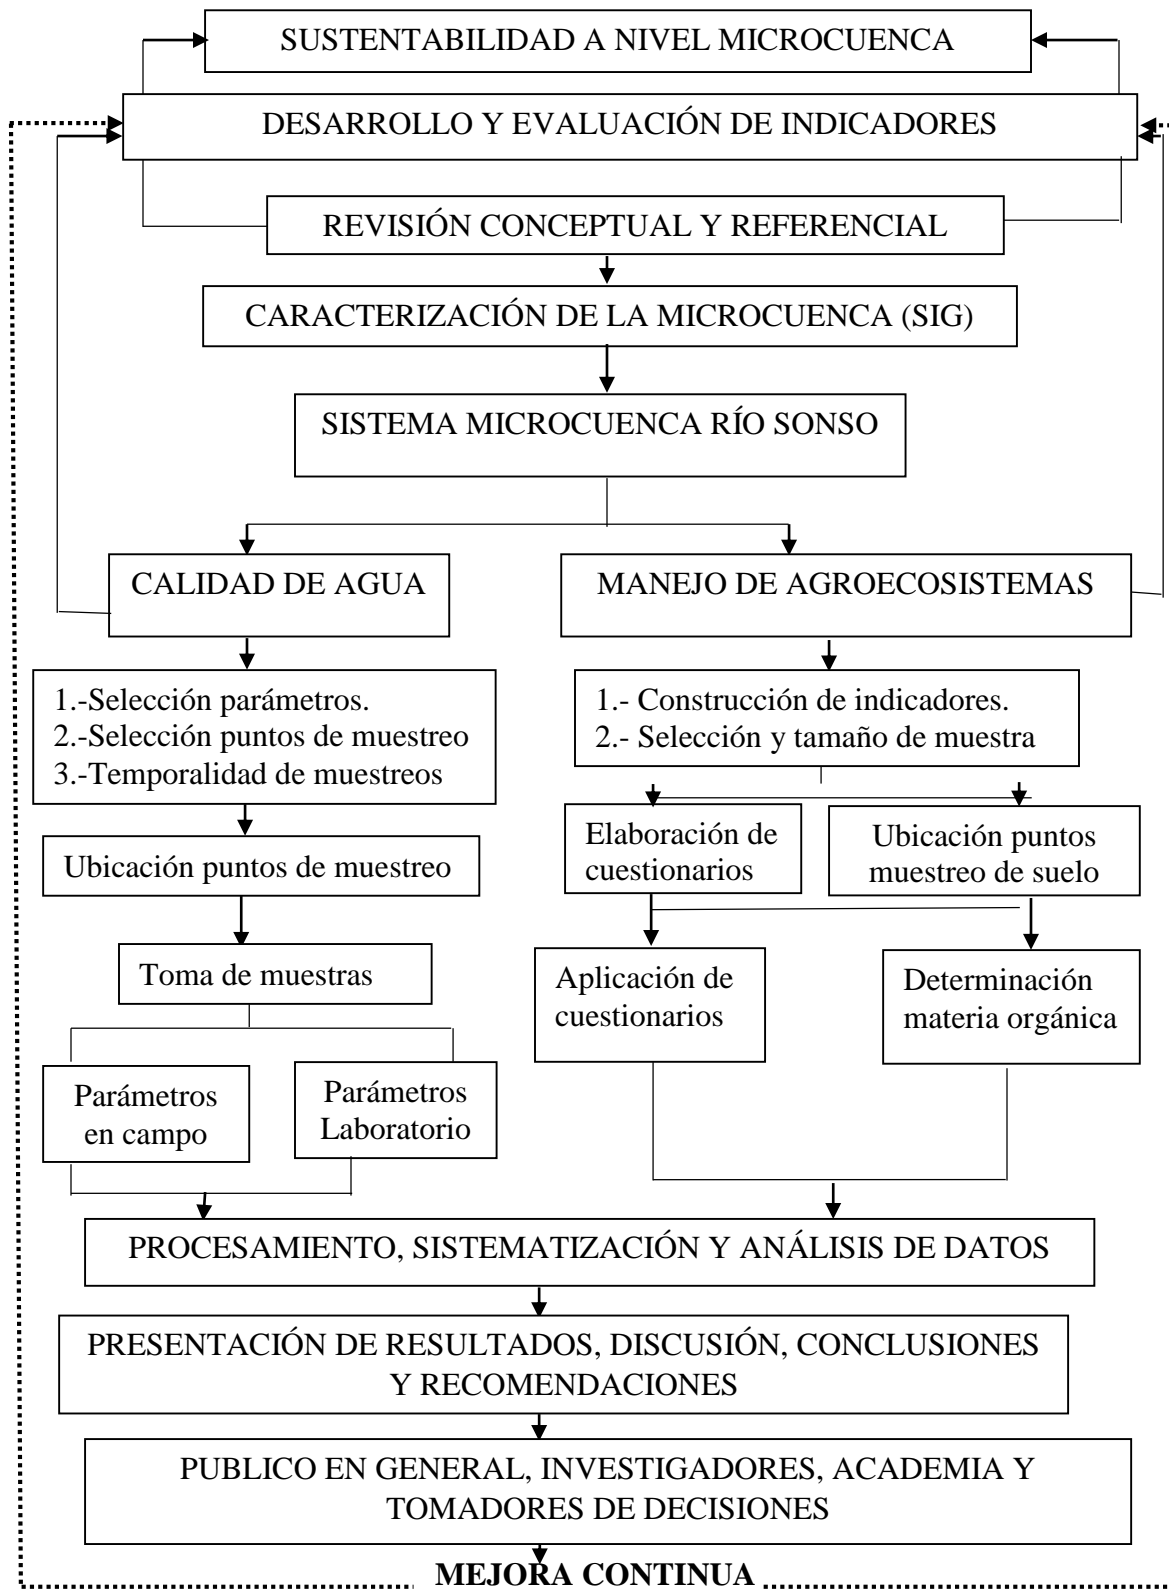 SUSTENTABILIDAD A NIVEL MICROCUENCA
DESARROLLO Y EVALUACIÓN DE INDICADORES
REVISIÓN CONCEPTUAL Y REFERENCIAL
CARACTERIZACIÓN DE LA MICROCUENCA (SIG)
SISTEMA MICROCUENCA RÍO SONSO
CALIDAD DE AGUA
MANEJO DE AGROECOSISTEMAS
1.-Selección parámetros.
2.-Selección puntos de muestreo
3.-Temporalidad de muestreos
1.- Construcción de indicadores.
2.- Selección y tamaño de muestra
Ubicación puntos de muestreo
Elaboración de
cuestionarios
Ubicación puntos
muestreo de suelo
Toma de muestras
Aplicación de
cuestionarios
Determinación
materia orgánica
Parámetros
en campo
Parámetros
Laboratorio
PROCESAMIENTO, SISTEMATIZACIÓN Y ANÁLISIS DE DATOS
PRESENTACIÓN DE RESULTADOS, DISCUSIÓN, CONCLUSIONES
Y RECOMENDACIONES
PUBLICO EN GENERAL, INVESTIGADORES, ACADEMIA Y
TOMADORES DE DECISIONES
MEJORA CONTINUA